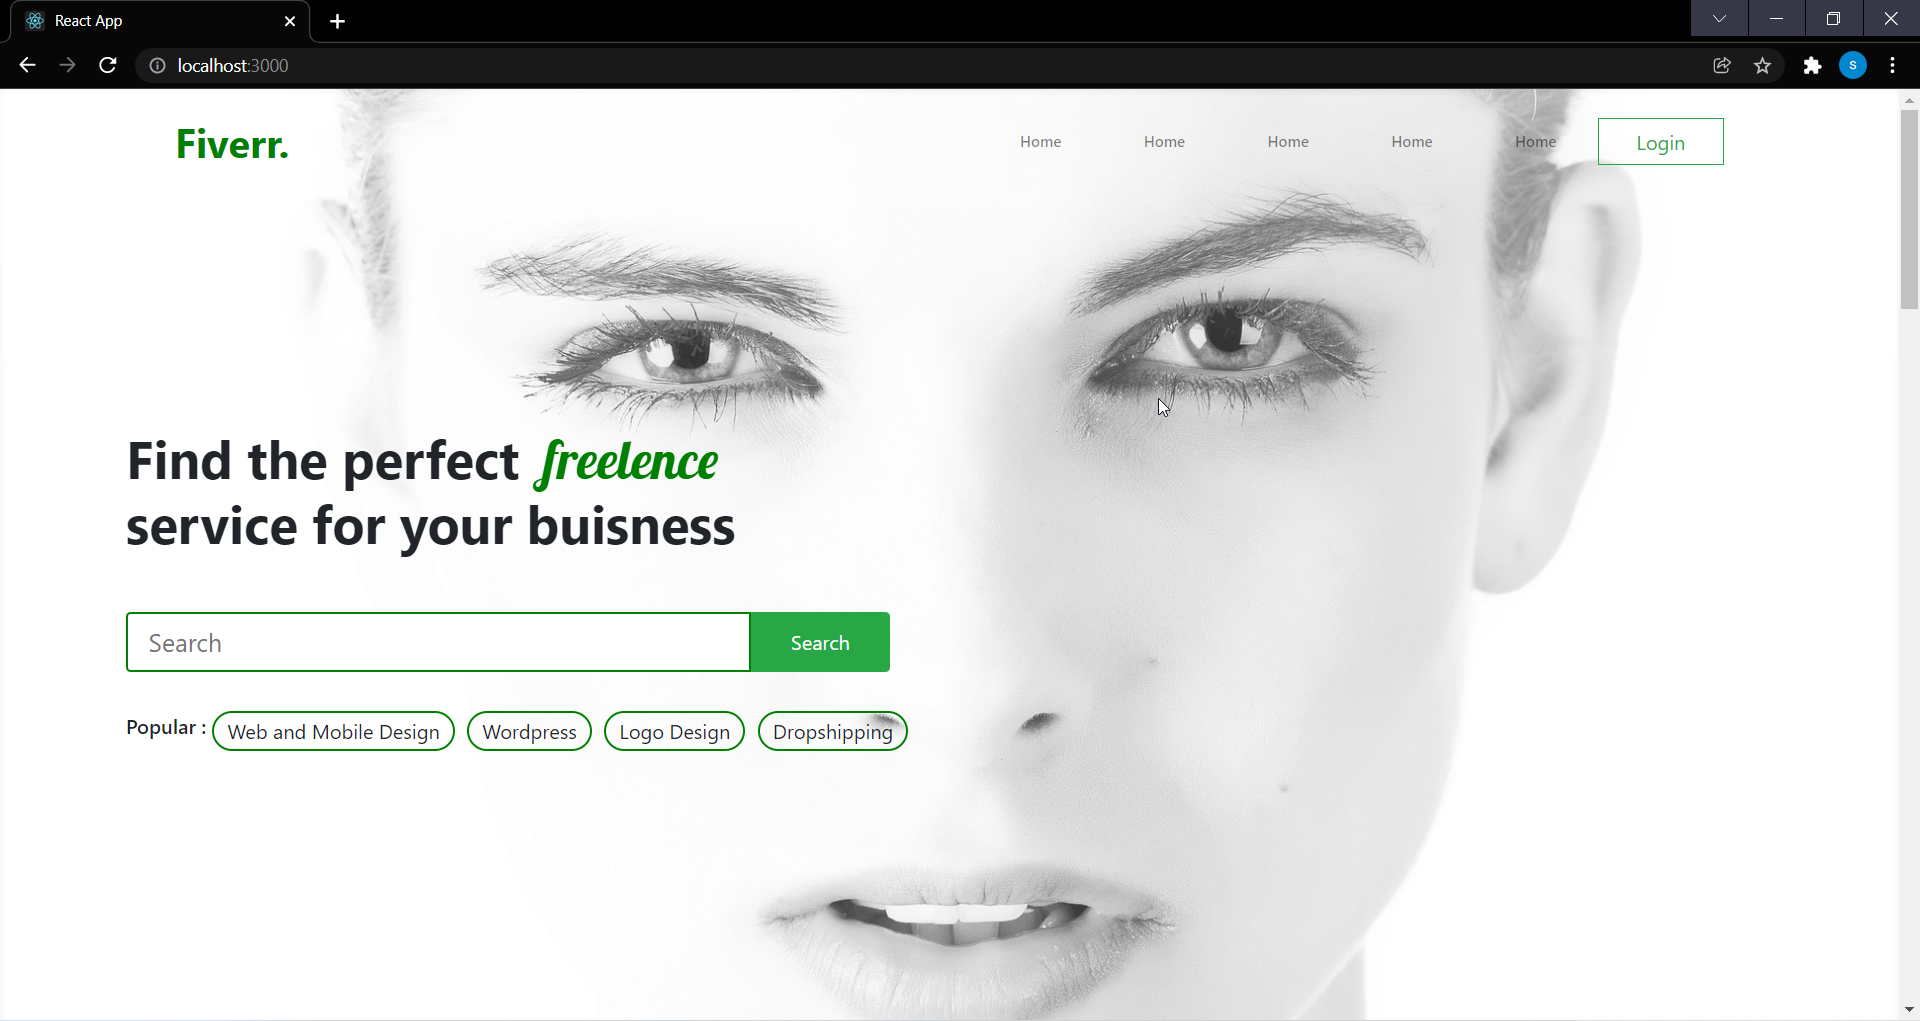 React App
localhost:3000
S
Fiverr.
Home Home Home Home Home Login
Find the perfect freelence
service for your buisness
Search Search
Popular : Web and Mobile Design Wordpress Logo Design Dropshipping